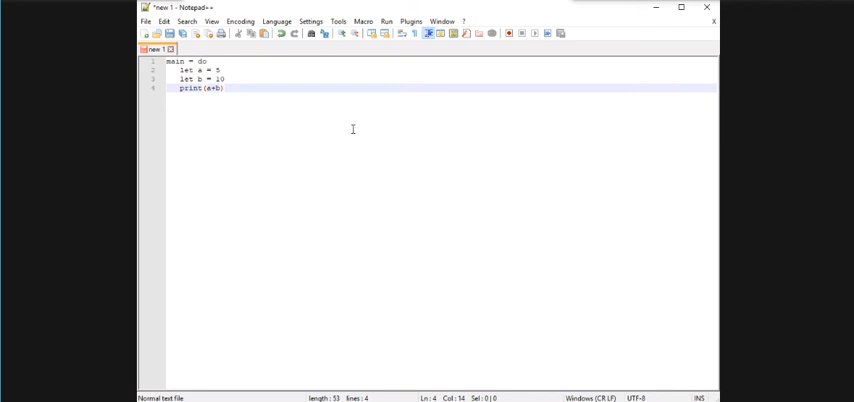 *new 1 - Notepad++
File Edit Search View Encoding Language Settings Tools Macro Run Plugins Window ? X
new 1
1 main = do
2 let a = 5
3 let b = 10
4 print(a+b)
Normal text file length : 53 lines : 4 Ln : 4 Col : 14 Sel : 0 | 0 Windows (CR LF) UTF-8 INS